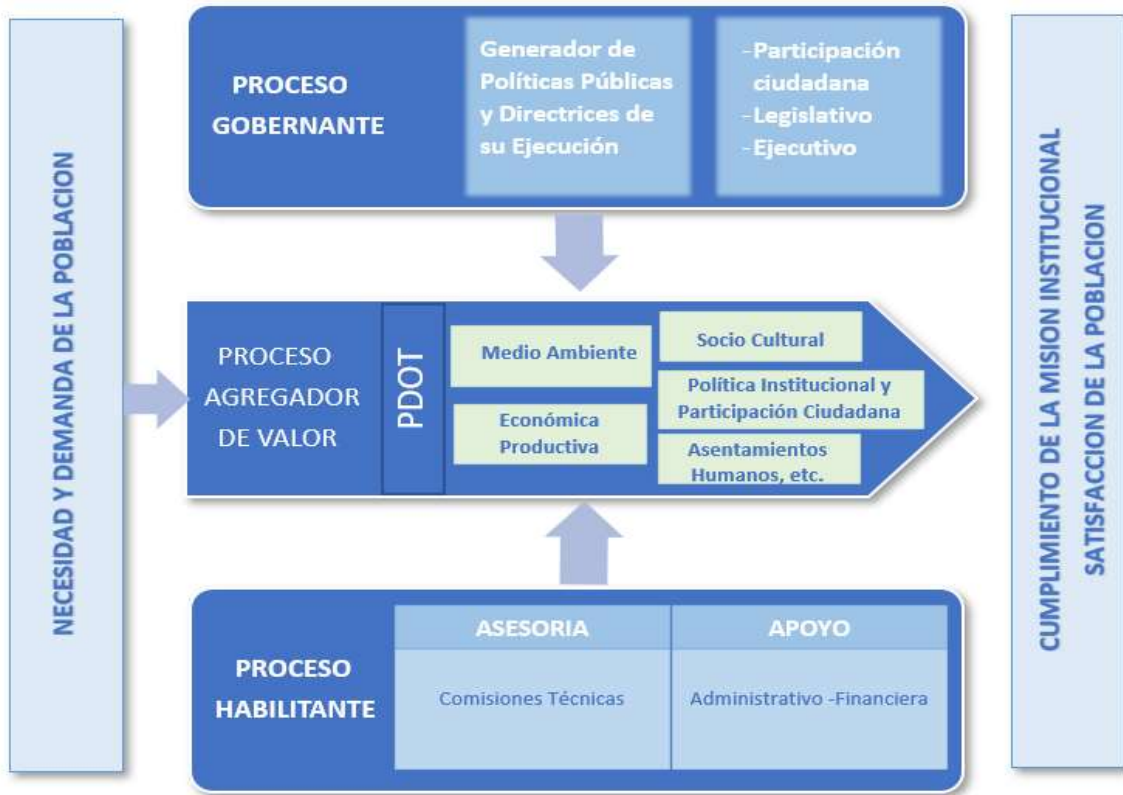 NECESIDAD Y DEMANDA DE LA POBLACION
PROCESO
GOBERNANTE
Generador de
Políticas Públicas
y Directrices de
su Ejecución
-Participación
ciudadana
-Legislativo
-Ejecutivo
PROCESO
AGREGADOR
DE VALOR
PDOT
Medio Ambiente
Económica
Productiva
Socio Cultural
Política Institucional y
Participación Ciudadana
Asentamientos
Humanos, etc.
PROCESO
HABILITANTE
ASESORIA
APOYO
Comisiones Técnicas
Administrativo -Financiera
CUMPLIMIENTO DE LA MISION INSTITUCIONAL
SATISFACCION DE LA POBLACION